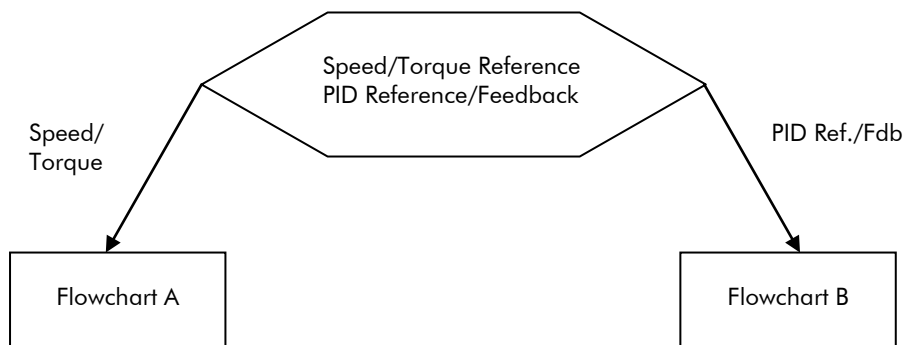 Speed/Torque Reference
PID Reference/Feedback
Speed/
Torque
PID Ref./Fdb
Flowchart A
Flowchart B